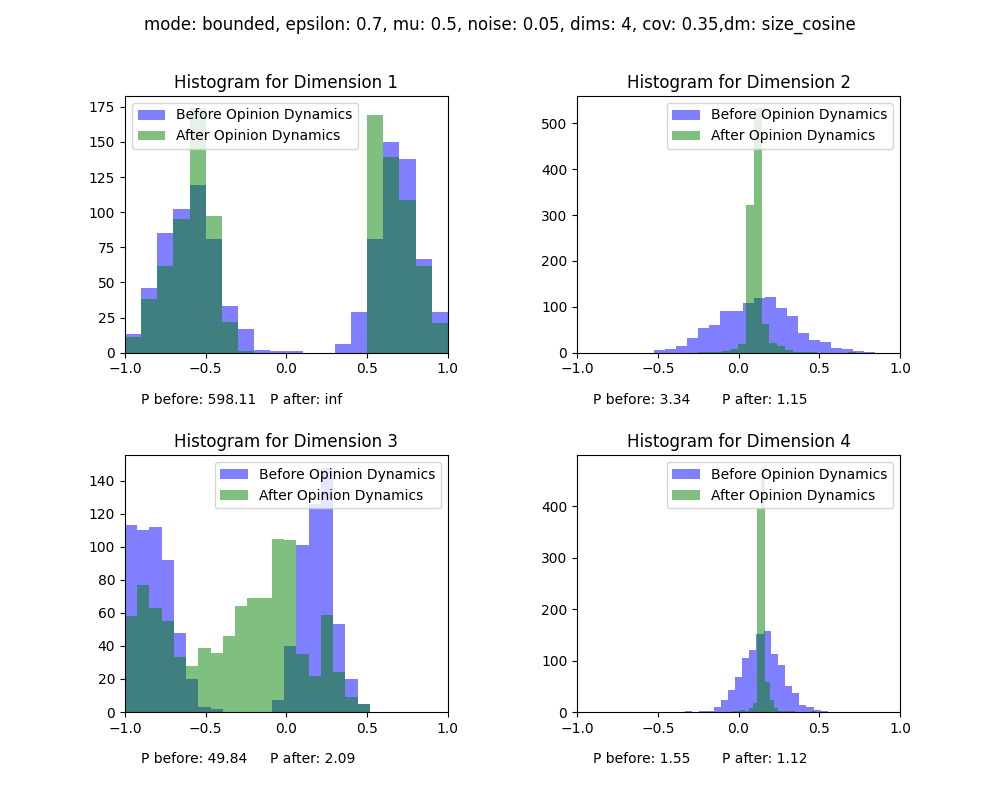 mode: bounded, epsilon: 0.7, mu: 0.5, noise: 0.05, dims: 4, cov: 0.35,dm: size_cosine
Histogram for Dimension 1
Before Opinion Dynamics
After Opinion Dynamics
175
150
125
100
75
50
25
0
−1.0 −0.5 0.0 0.5 1.0
P before: 598.11 P after: inf
Histogram for Dimension 2
Before Opinion Dynamics
After Opinion Dynamics
500
400
300
200
100
0
−1.0 −0.5 0.0 0.5 1.0
P before: 3.34 P after: 1.15
Histogram for Dimension 3
Before Opinion Dynamics
After Opinion Dynamics
140
120
100
80
60
40
20
0
−1.0 −0.5 0.0 0.5 1.0
P before: 49.84 P after: 2.09
Histogram for Dimension 4
Before Opinion Dynamics
After Opinion Dynamics
400
300
200
100
0
−1.0 −0.5 0.0 0.5 1.0
P before: 1.55 P after: 1.12